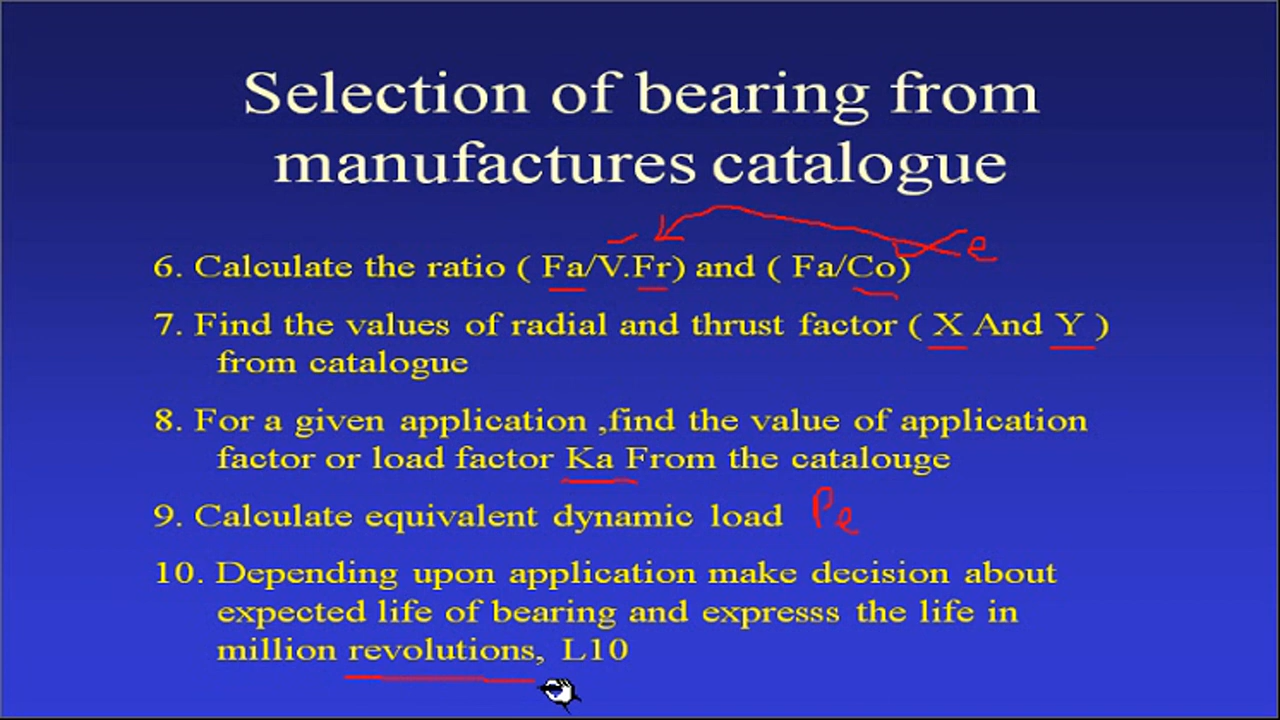 Selection of bearing from
manufactures catalogue
e
6. Calculate the ratio ( Fa/V.Fr) and ( Fa/Co)
7. Find the values of radial and thrust factor ( X And Y )
from catalogue
8. For a given application ,find the value of application
factor or load factor Ka From the catalouge
9. Calculate equivalent dynamic load Pe
10. Depending upon application make decision about
expected life of bearing and expresss the life in
million revolutions, L10